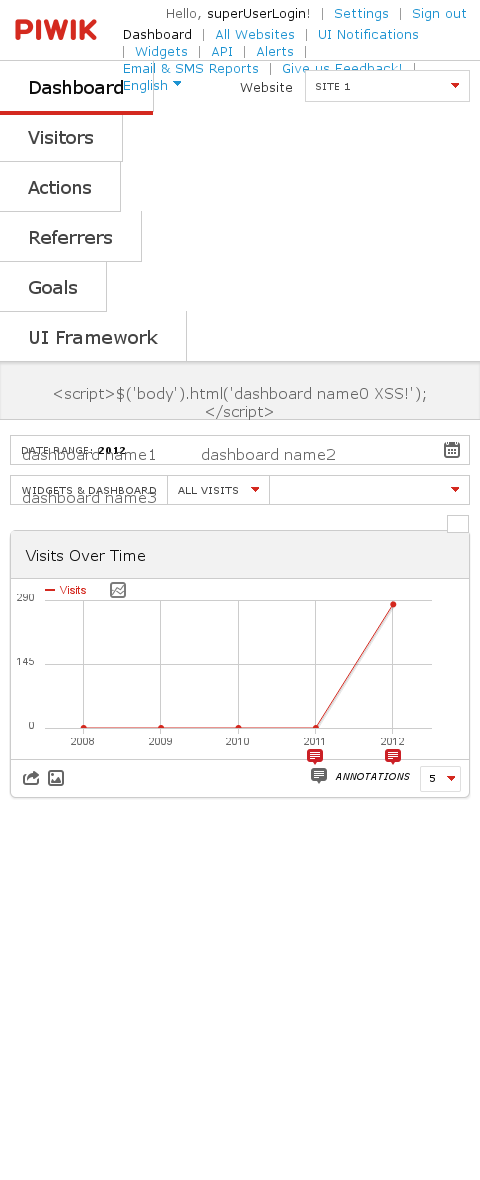 PIWIK
Hello, superUserLogin! | Settings | Sign out
Dashboard | All Websites | UI Notifications
| Widgets | API | Alerts |
Email & SMS Reports | Give us Feedback! |
English
Dashboard
Website SITE 1
Visitors
Actions
Referrers
Goals
UI Framework
<script>$('body').html('dashboard name0 XSS!');
</script>
DATE RANGE: 2012
dashboard name1 dashboard name2
WIDGETS & DASHBOARD ALL VISITS
dashboard name3
Visits Over Time
Visits
290
145
0
2008 2009 2010 2011 2012
ANNOTATIONS 5